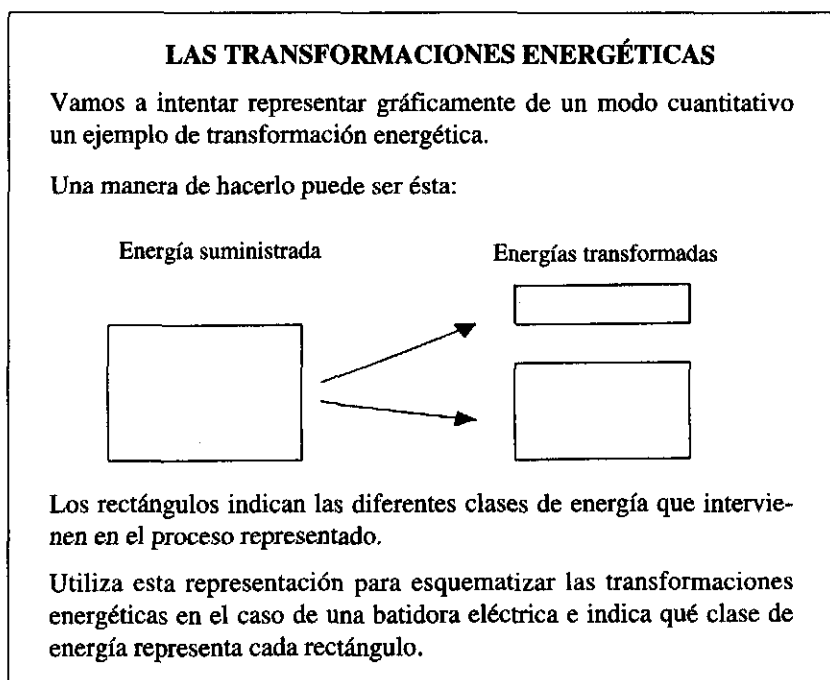 LAS TRANSFORMACIONES ENERGÉTICAS
Vamos a intentar representar gráficamente de un modo cuantitativo
un ejemplo de transformación energética.
Una manera de hacerlo puede ser ésta:
Energía suministrada
Energías transformadas
Los rectángulos indican las diferentes clases de energía que intervie-
nen en el proceso representado.
Utiliza esta representación para esquematizar las transformaciones
energéticas en el caso de una batidora eléctrica e indica qué clase de
energía representa cada rectángulo.